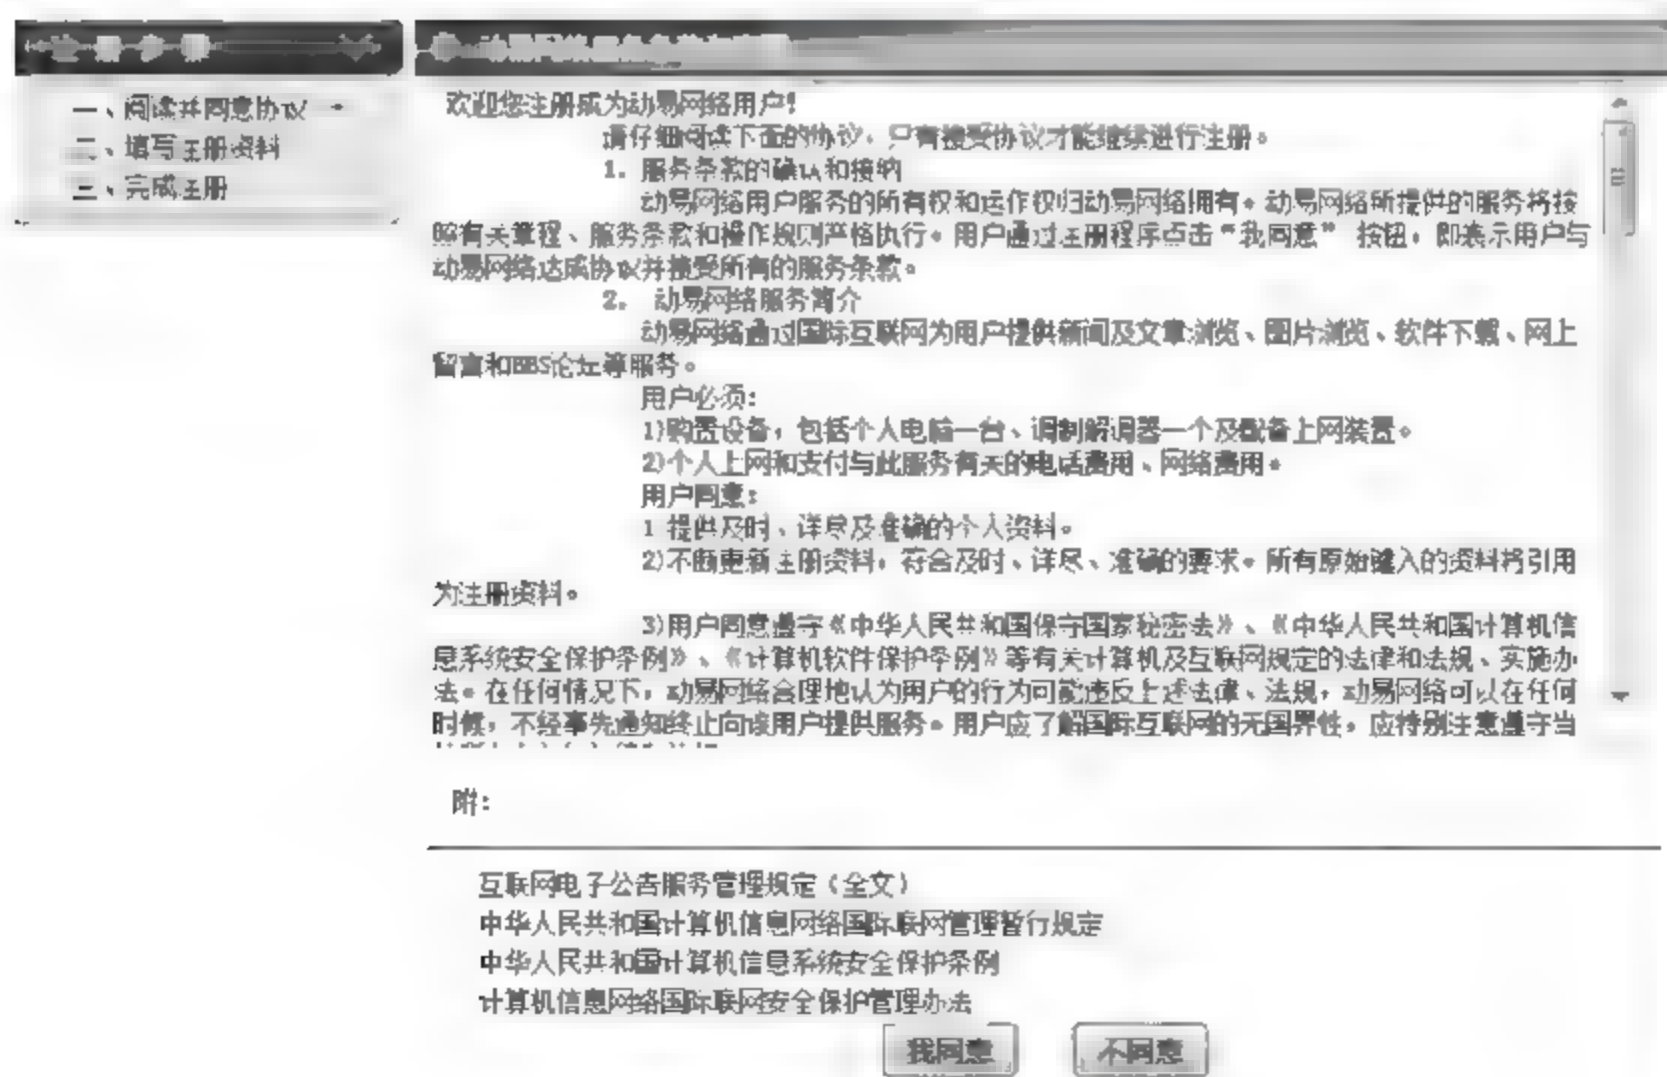 一、阅读并同意协议
二、填写注册资料
三、完成注册
欢迎您注册成为动易网络用户!
请仔细阅读下面的协议,只有接受协议才能继续进行注册。
1. 服务条款的确认和接纳
动易网络用户服务的所有权和运作权归动易网络拥有。动易网络所提供的服务将按
照有关章程、服务条款和操作规则严格执行。用户通过注册程序点击“我同意” 按钮,即表示用户与
动易网络达成协议并接受所有的服务条款。
2. 动易网络服务简介
动易网络通过国际互联网为用户提供新闻及文章浏览、图片浏览、软件下载、网上
留言和BBS论坛等服务。
用户必须:
1)购置设备,包括个人电脑一台、调制解调器一个及配备上网装置。
2)个人上网和支付与此服务有关的电话费用、网络费用。
用户同意:
1 提供及时、详尽及准确的个人资料。
2)不断更新注册资料,符合及时、详尽、准确的要求。所有原始键入的资料将引用
为注册资料。
3)用户同意遵守《中华人民共和国保守国家秘密法》、《中华人民共和国计算机信
息系统安全保护条例》、《计算机软件保护条例》等有关计算机及互联网规定的法律和法规、实施办
法。在任何情况下,动易网络合理地认为用户的行为可能违反上述法律、法规,动易网络可以在任何
时候,不经事先通知终止向该用户提供服务。用户应了解国际互联网的无国界性,应特别注意遵守当
附:
互联网电子公告服务管理规定(全文)
中华人民共和国计算机信息网络国际联网管理暂行规定
中华人民共和国计算机信息系统安全保护条例
计算机信息网络国际联网安全保护管理办法
我同意 不同意